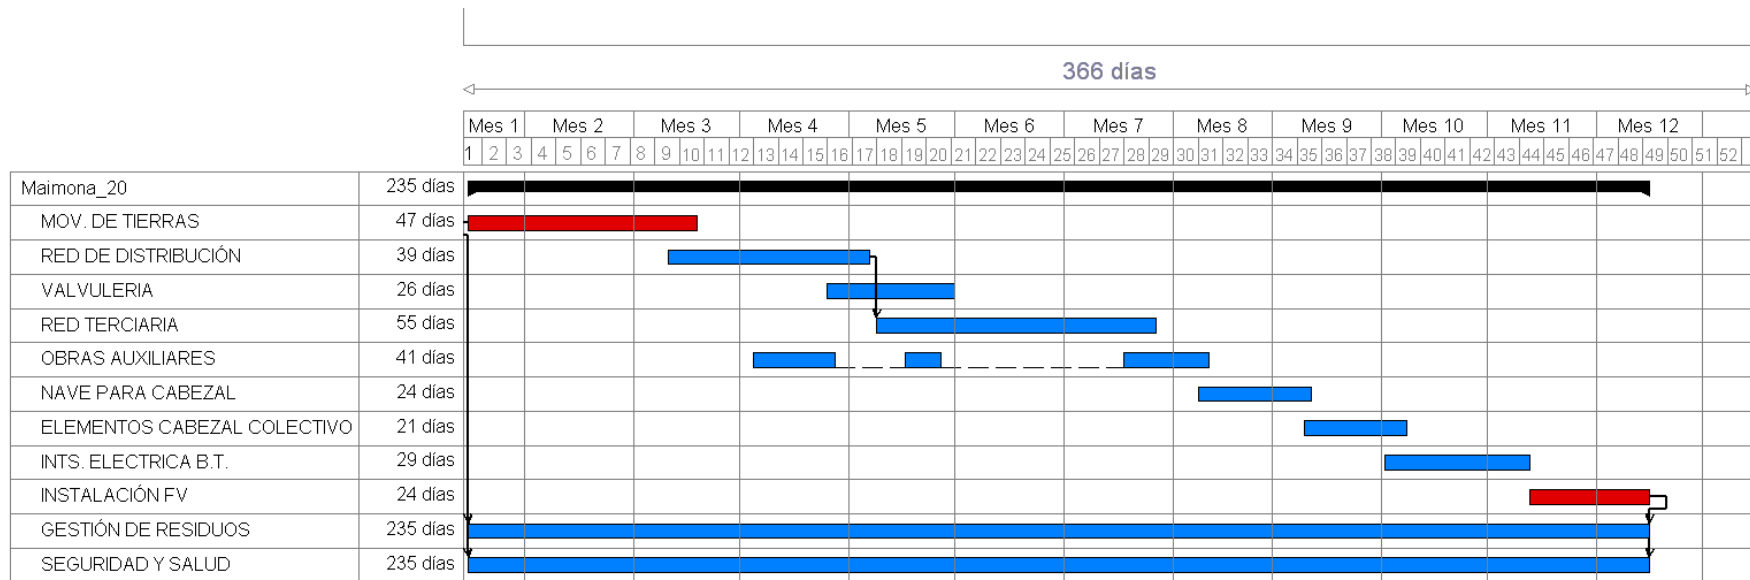 366 días
Mes 1 Mes 2 Mes 3 Mes 4 Mes 5 Mes 6 Mes 7 Mes 8 Mes 9 Mes 10 Mes 11 Mes 12
1 2 3 4 5 6 7 8 9 10 11 12 13 14 15 16 17 18 19 20 21 22 23 24 25 26 27 28 29 30 31 32 33 34 35 36 37 38 39 40 41 42 43 44 45 46 47 48 49 50 51 52
Maimona_20 235 días
MOV. DE TIERRAS 47 días
RED DE DISTRIBUCIÓN 39 días
VALVULERIA 26 días
RED TERCIARIA 55 días
OBRAS AUXILIARES 41 días
NAVE PARA CABEZAL 24 días
ELEMENTOS CABEZAL COLECTIVO 21 días
INTS. ELECTRICA B.T. 29 días
INSTALACIÓN FV 24 días
GESTIÓN DE RESIDUOS 235 días
SEGURIDAD Y SALUD 235 días